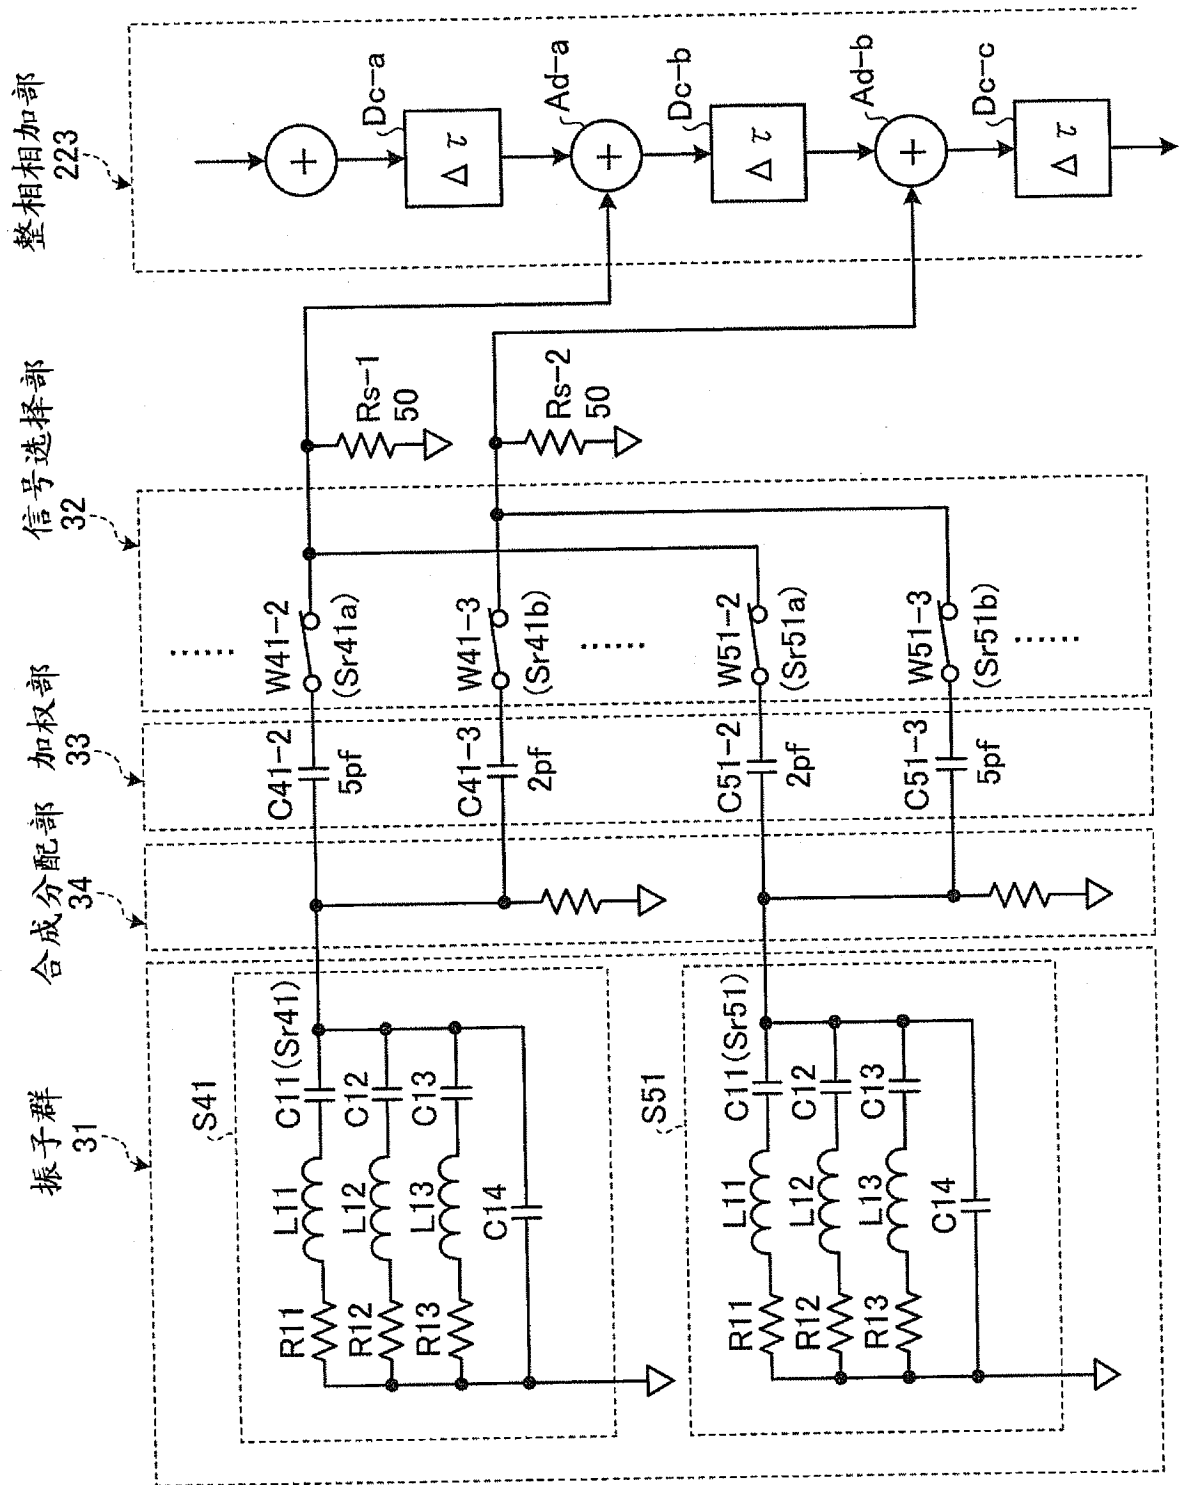 振子群
31
合成分配部
34
加权部
33
信号选择部
32
整相相加部
223
S41
R11
L11
C11(Sr41)
R12
L12
C12
R13
L13
C13
C14
C41-2
5pf
W41-2
(Sr41a)
C41-3
2pf
W41-3
(Sr41b)
Rs-1
50
Rs-2
50
S51
R11
L11
C11(Sr51)
R12
L12
C12
R13
L13
C13
C14
C51-2
2pf
W51-2
(Sr51a)
C51-3
5pf
W51-3
(Sr51b)
+
Dc-a
Δτ
Ad-a
+
Dc-b
Δτ
Ad-b
+
Dc-c
Δτ